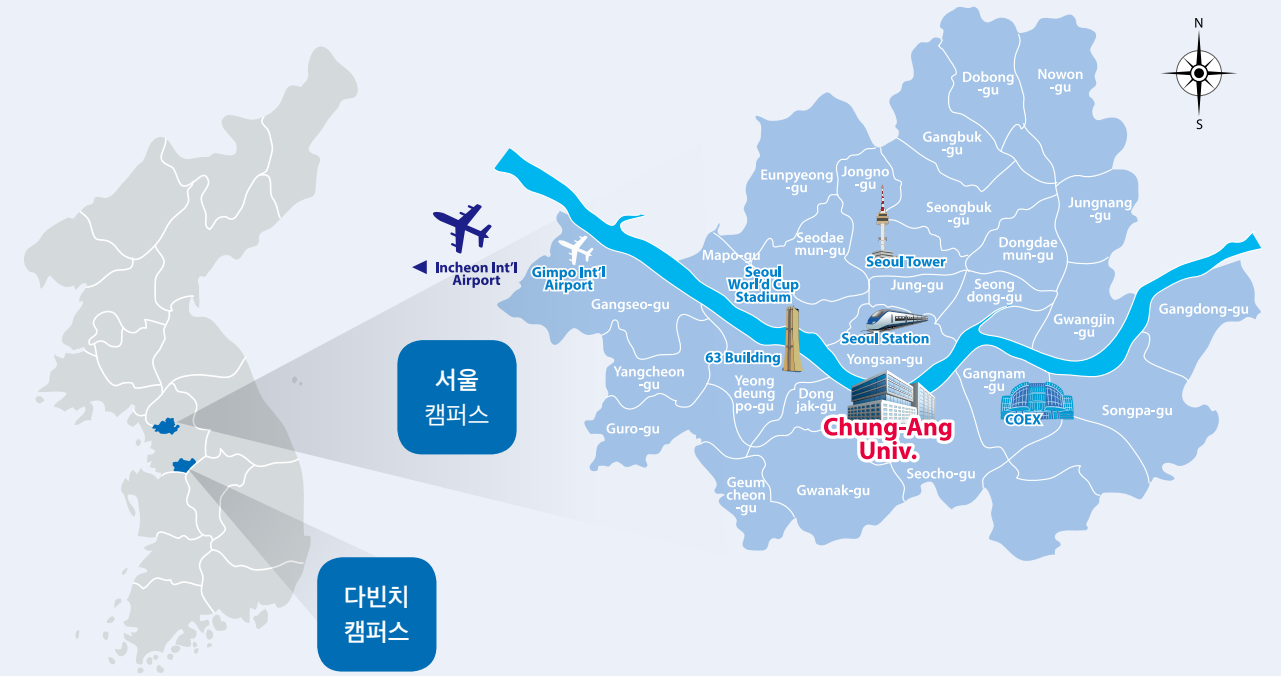 N
S
Dobong
-gu
Nowon
-gu
Gangbuk
-gu
Eunpyeong
-gu
Jongno
-gu
Seongbuk
-gu
Jungnang
-gu
Seodae
mun-gu
Dongdae
mun-gu
Mapo-gu
Seoul Tower
Incheon Int'l
Airport
Gimpo Int'l
Airport
Seoul
World Cup
Stadium
Jung-gu
Seong
dong-gu
Gangseo-gu
Gwangjin
-gu
Gangdong-gu
Seoul Station
63 Building
Yongsan-gu
Yangcheon
-gu
Yeong
deung
po-gu
Dong
jak-gu
Gangnam
-gu
COEX
Songpa-gu
Guro-gu
Chung-Ang
Univ.
Geum
cheon
-gu
Gwanak-gu
Seocho-gu
서울
캠퍼스
다빈치
캠퍼스